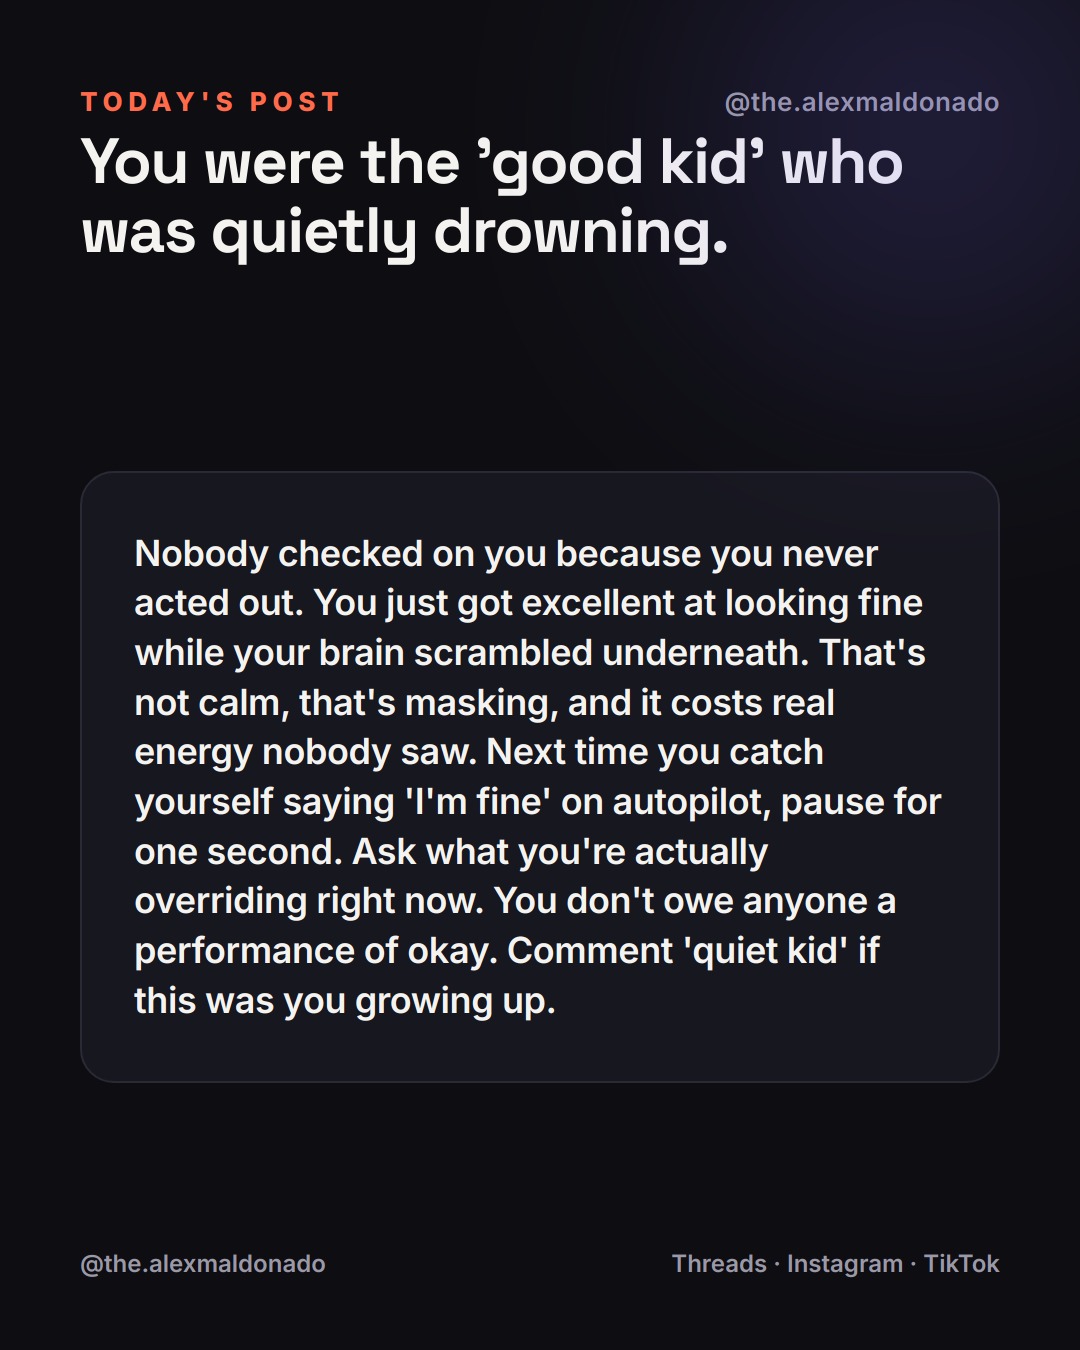 TODAY'S POST
@the.alexmaldonado
You were the ’good kid’ who
was quietly drowning.
Nobody checked on you because you never
acted out. You just got excellent at looking fine
while your brain scrambled underneath. That's
not calm, that's masking, and it costs real
energy nobody saw. Next time you catch
yourself saying 'I'm fine' on autopilot, pause for
one second. Ask what you're actually
overriding right now. You don't owe anyone a
performance of okay. Comment 'quiet kid' if
this was you growing up.
@the.alexmaldonado
Threads · Instagram · TikTok